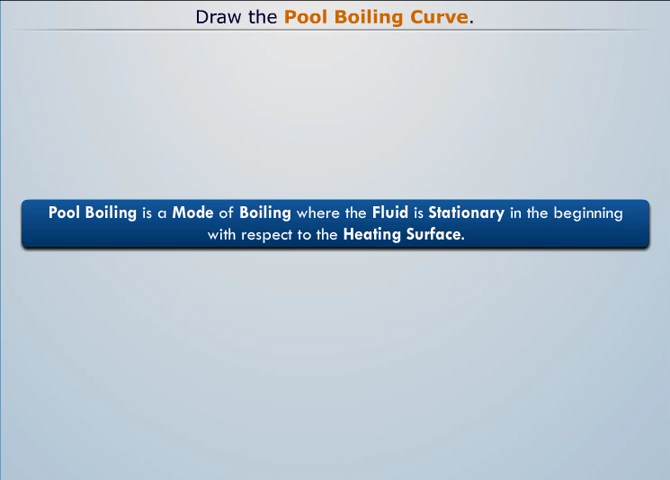 Draw the Pool Boiling Curve.
Pool Boiling is a Mode of Boiling where the Fluid is Stationary in the beginning
with respect to the Heating Surface.